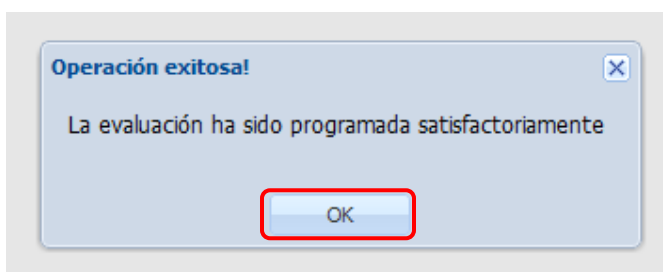 Operación exitosa!
La evaluación ha sido programada satisfactoriamente
OK